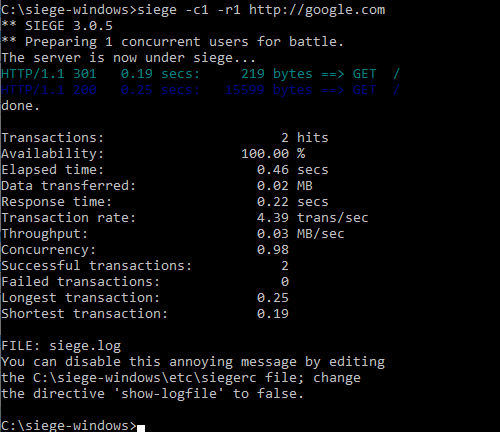 C:\siege-windows>siege -c1 -r1 http://google.com
** SIEGE 3.0.5
** Preparing 1 concurrent users for battle.
The server is now under siege...
HTTP/1.1 301   0.19 secs:     219 bytes ==> GET  /
HTTP/1.1 200   0.25 secs:   15599 bytes ==> GET  /
done.

Transactions:                  2 hits
Availability:             100.00 %
Elapsed time:               0.46 secs
Data transferred:           0.02 MB
Response time:              0.22 secs
Transaction rate:           4.39 trans/sec
Throughput:                 0.03 MB/sec
Concurrency:                0.98
Successful transactions:       2
Failed transactions:           0
Longest transaction:        0.25
Shortest transaction:       0.19

FILE: siege.log
You can disable this annoying message by editing
the C:\siege-windows\etc\siegerc file; change
the directive 'show-logfile' to false.

C:\siege-windows>